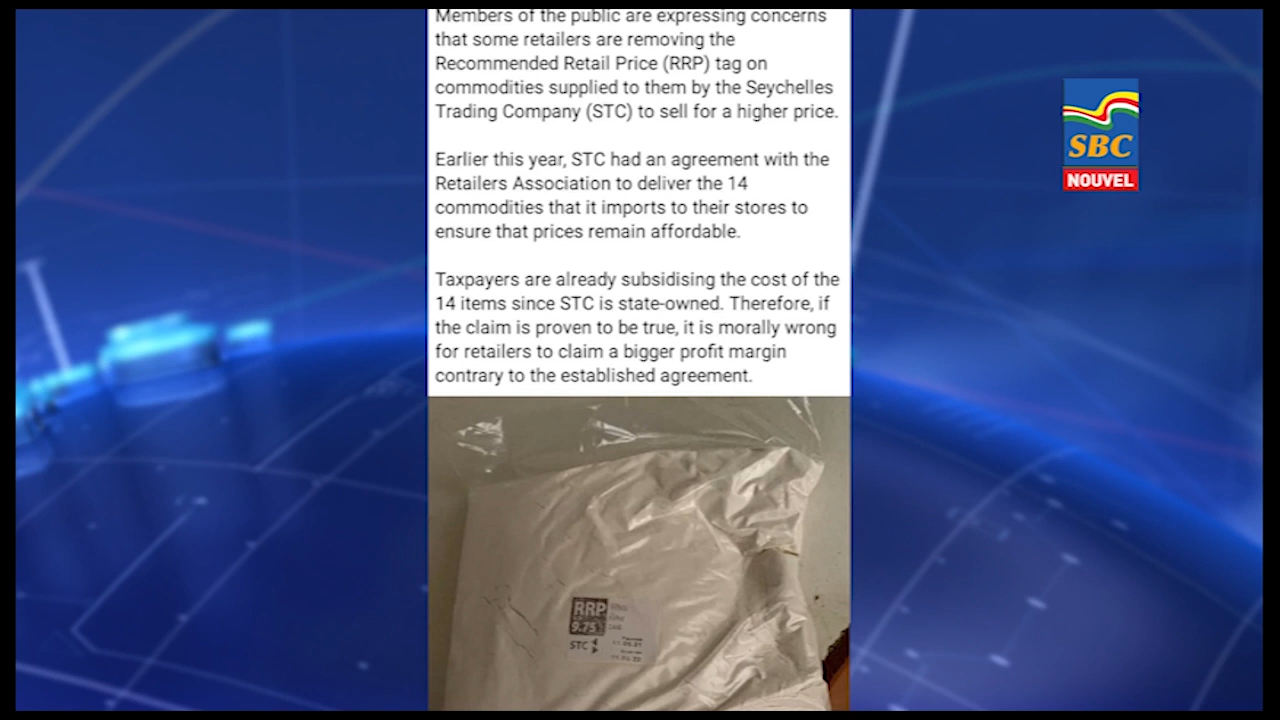 Members of the public are expressing concerns
that some retailers are removing the
Recommended Retail Price (RRP) tag on
commodities supplied to them by the Seychelles
Trading Company (STC) to sell for a higher price.
Earlier this year, STC had an agreement with the
Retailers Association to deliver the 14
commodities that it imports to their stores to
ensure that prices remain affordable.
Taxpayers are already subsidising the cost of the
14 items since STC is state-owned. Therefore, if
the claim is proven to be true, it is morally wrong
for retailers to claim a bigger profit margin
contrary to the established agreement.
SBC
NOUVEL
RRP
9.75
STC